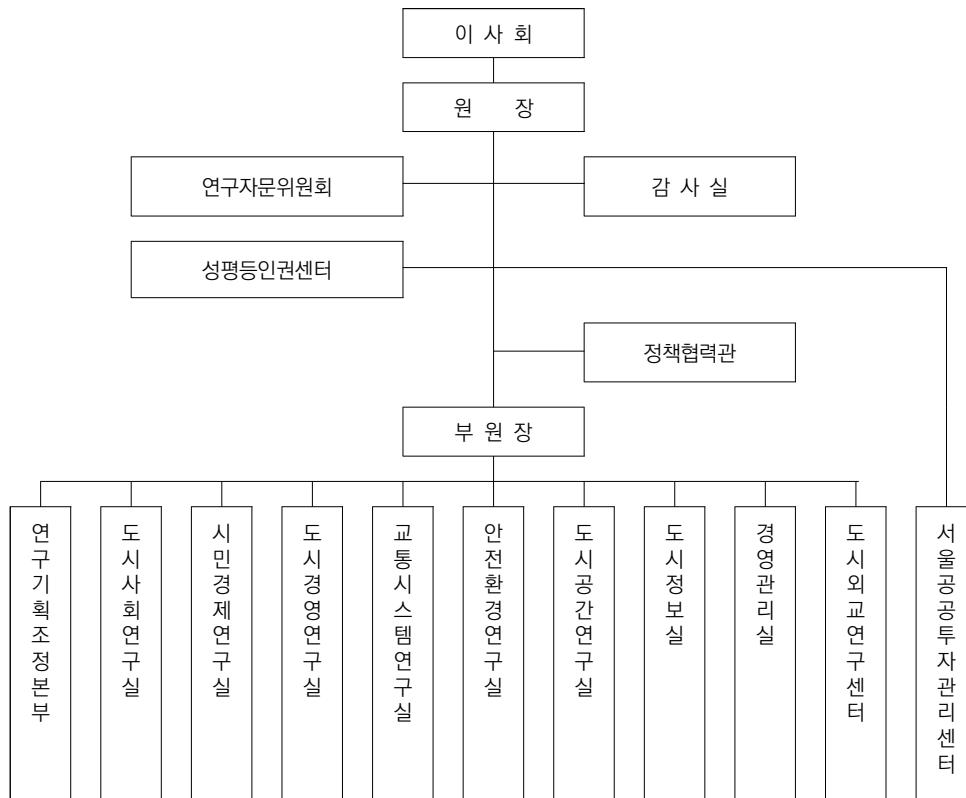 이 사 회
원 장
연구자문위원회
감 사 실
성평등인권센터
정책협력관
부 원 장
연구기획조정본부
도시사회연구실
시민경제연구실
도시경영연구실
교통시스템연구실
안전환경연구실
도시공간연구실
도시정보실
경영관리실
도시외교연구센터
서울공공투자관리센터